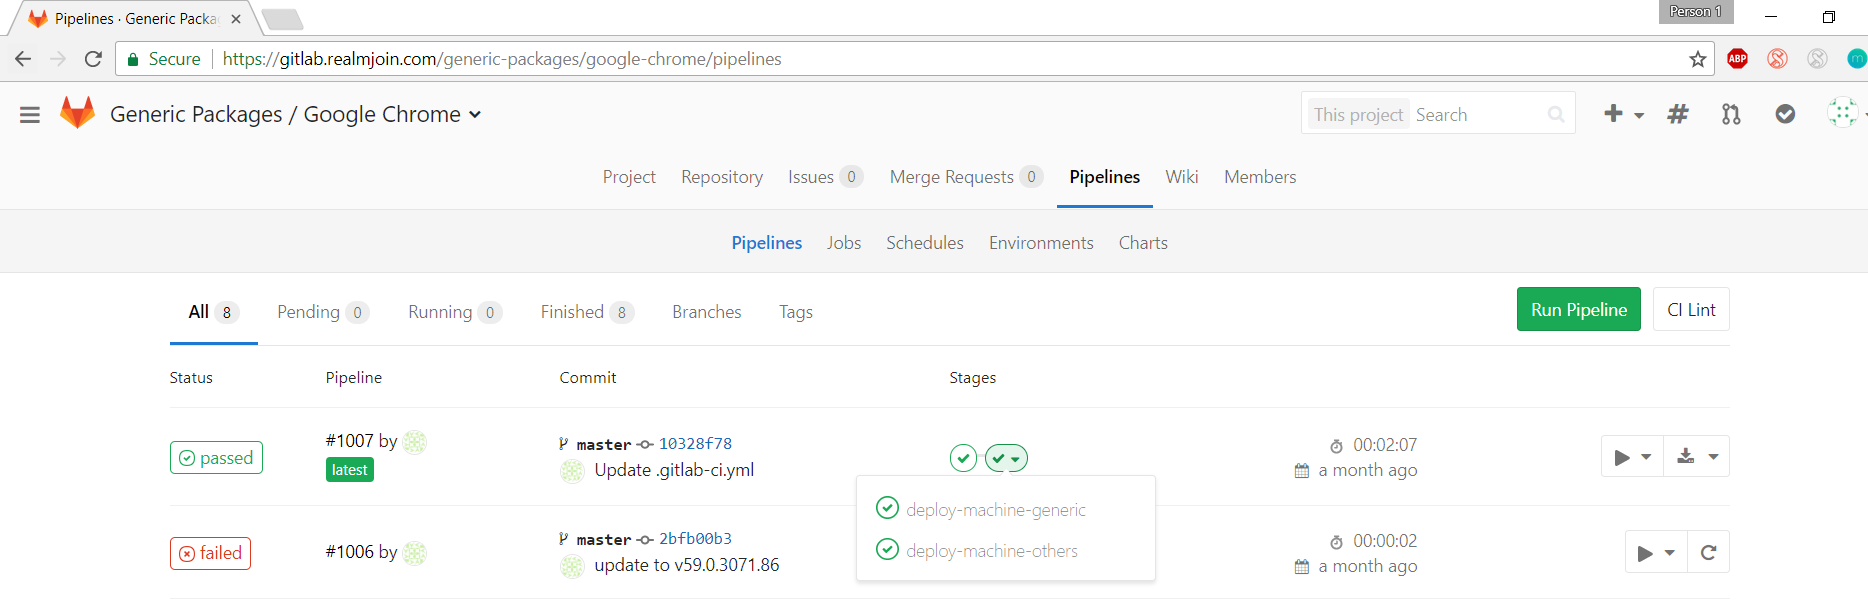 Pipelines · Generic Packa
Person 1
Secure
https://gitlab.realmjoin.com/generic-packages/google-chrome/pipelines
ABP
m
Generic Packages / Google Chrome
This project Search
Project Repository Issues 0 Merge Requests 0 Pipelines Wiki Members
Pipelines Jobs Schedules Environments Charts
All 8 Pending 0 Running 0 Finished 8 Branches Tags
Run Pipeline CI Lint
Status Pipeline Commit Stages
passed
#1007 by
latest
master 10328f78
Update .gitlab-ci.yml
00:02:07
a month ago
deploy-machine-generic
deploy-machine-others
failed
#1006 by
master 2bfb00b3
update to v59.0.3071.86
00:00:02
a month ago